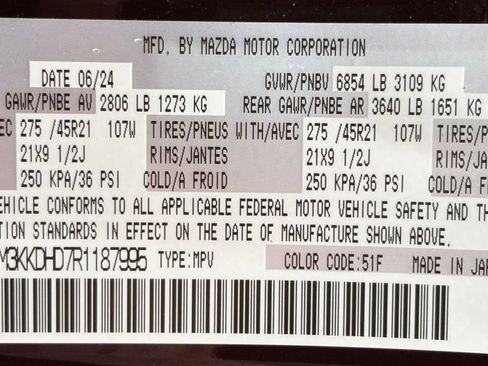 MFD. BY MAZDA MOTOR CORPORATION
DATE 06/24 GVWR/PNBV 6854 LB 3109 KG
GAWR/PNBE AV 2806 LB 1273 KG REAR GAWR/PNBE AR 3640 LB 1651 KG
EC 275 /45R21 107W TIRES/PNEUS WITH/AVEC 275 /45R21 107W TIRES/P
21X9 1/2J RIMS/JANTES 21X9 1/2J RIMS/J
250 KPA/36 PSI COLD/A FROID 250 KPA/36 PSI COLD/A
EHICLE CONFORMS TO ALL APPLICABLE FEDERAL MOTOR VEHICLE SAFETY AND TH
TION STANDARDS IN EFFECT ON THE DATE OF MANUFACTURE SHOWN ABOVE.
M3KKDHD7R1187995 TYPE:MPV COLOR CODE:51F MADE IN JA